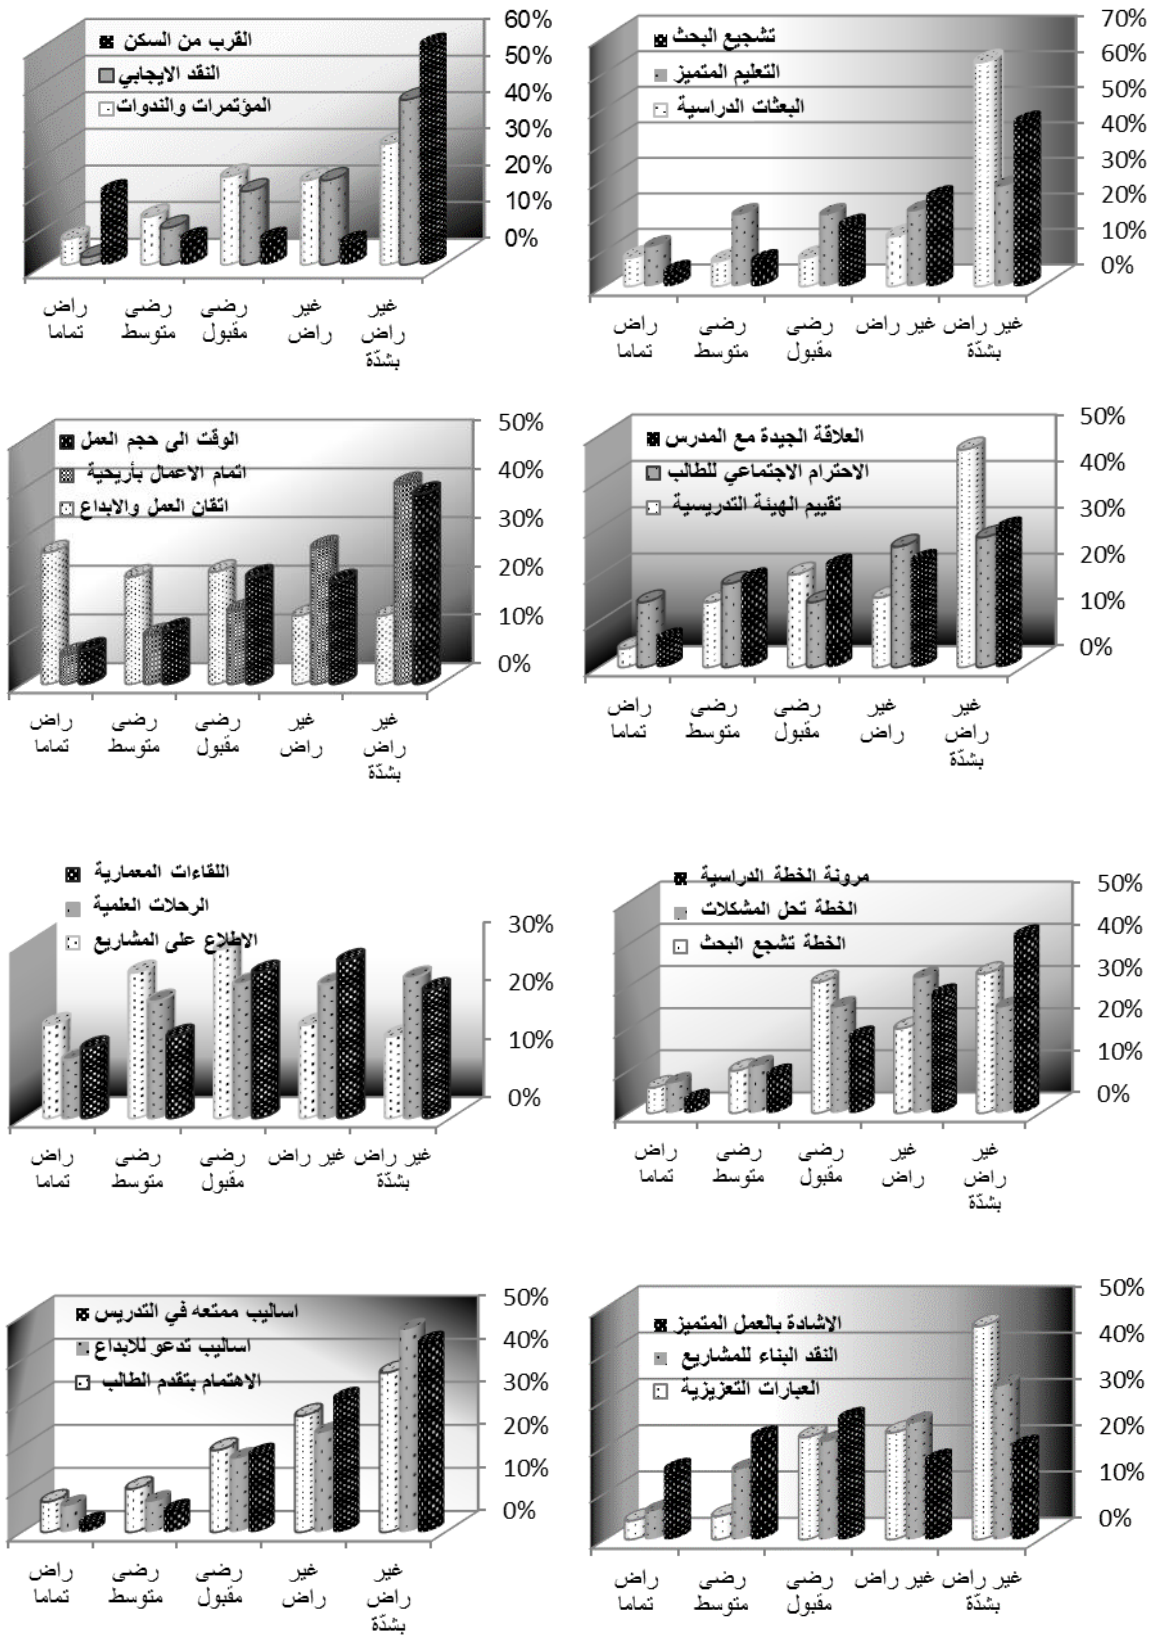 60%
50%
40%
30%
20%
10%
0%
القرب من السكن
النقد الايجابي
المؤتمرات والندوات
راض
تماما
رضى
متوسط
رضى
مقبول
غير
راض
غير
راض
بشدّة
70%
60%
50%
40%
30%
20%
10%
0%
تشجيع البحث
التعليم المتميز
البعثات الدراسية
راض
تماما
رضى
متوسط
رضى
مقبول
غير راض
غير راض
بشدّة
50%
40%
30%
20%
10%
0%
الوقت الى حجم العمل
اتمام الاعمال بأريحية
اتقان العمل والابداع
راض
تماما
رضى
متوسط
رضى
مقبول
غير
راض
غير
راض
بشدّة
50%
40%
30%
20%
10%
0%
العلاقة الجيدة مع المدرس
الاحترام الاجتماعي للطالب
تقييم الهيئة التدريسية
راض
تماما
رضى
متوسط
رضى
مقبول
غير
راض
غير
راض
بشدّة
30%
20%
10%
0%
اللقاءات المعمارية
الرحلات العلمية
الاطلاع على المشاريع
راض
تماما
رضى
متوسط
رضى
مقبول
غير راض
غير راض
بشدّة
50%
40%
30%
20%
10%
0%
مرونة الخطة الدراسية
الخطة تحل المشكلات
الخطة تشجع البحث
راض
تماما
رضى
متوسط
رضى
مقبول
غير
راض
غير
راض
بشدّة
50%
40%
30%
20%
10%
0%
اساليب ممتعه في التدريس
اساليب تدعو للابداع
الاهتمام بتقدم الطالب
راض
تماما
رضى
متوسط
رضى
مقبول
غير
راض
غير
راض
بشدّة
50%
40%
30%
20%
10%
0%
الاشادة بالعمل المتميز
النقد البناء للمشاريع
العبارات التعزيزية
راض
تماما
رضى
متوسط
رضى
مقبول
غير راض
غير راض
بشدّة